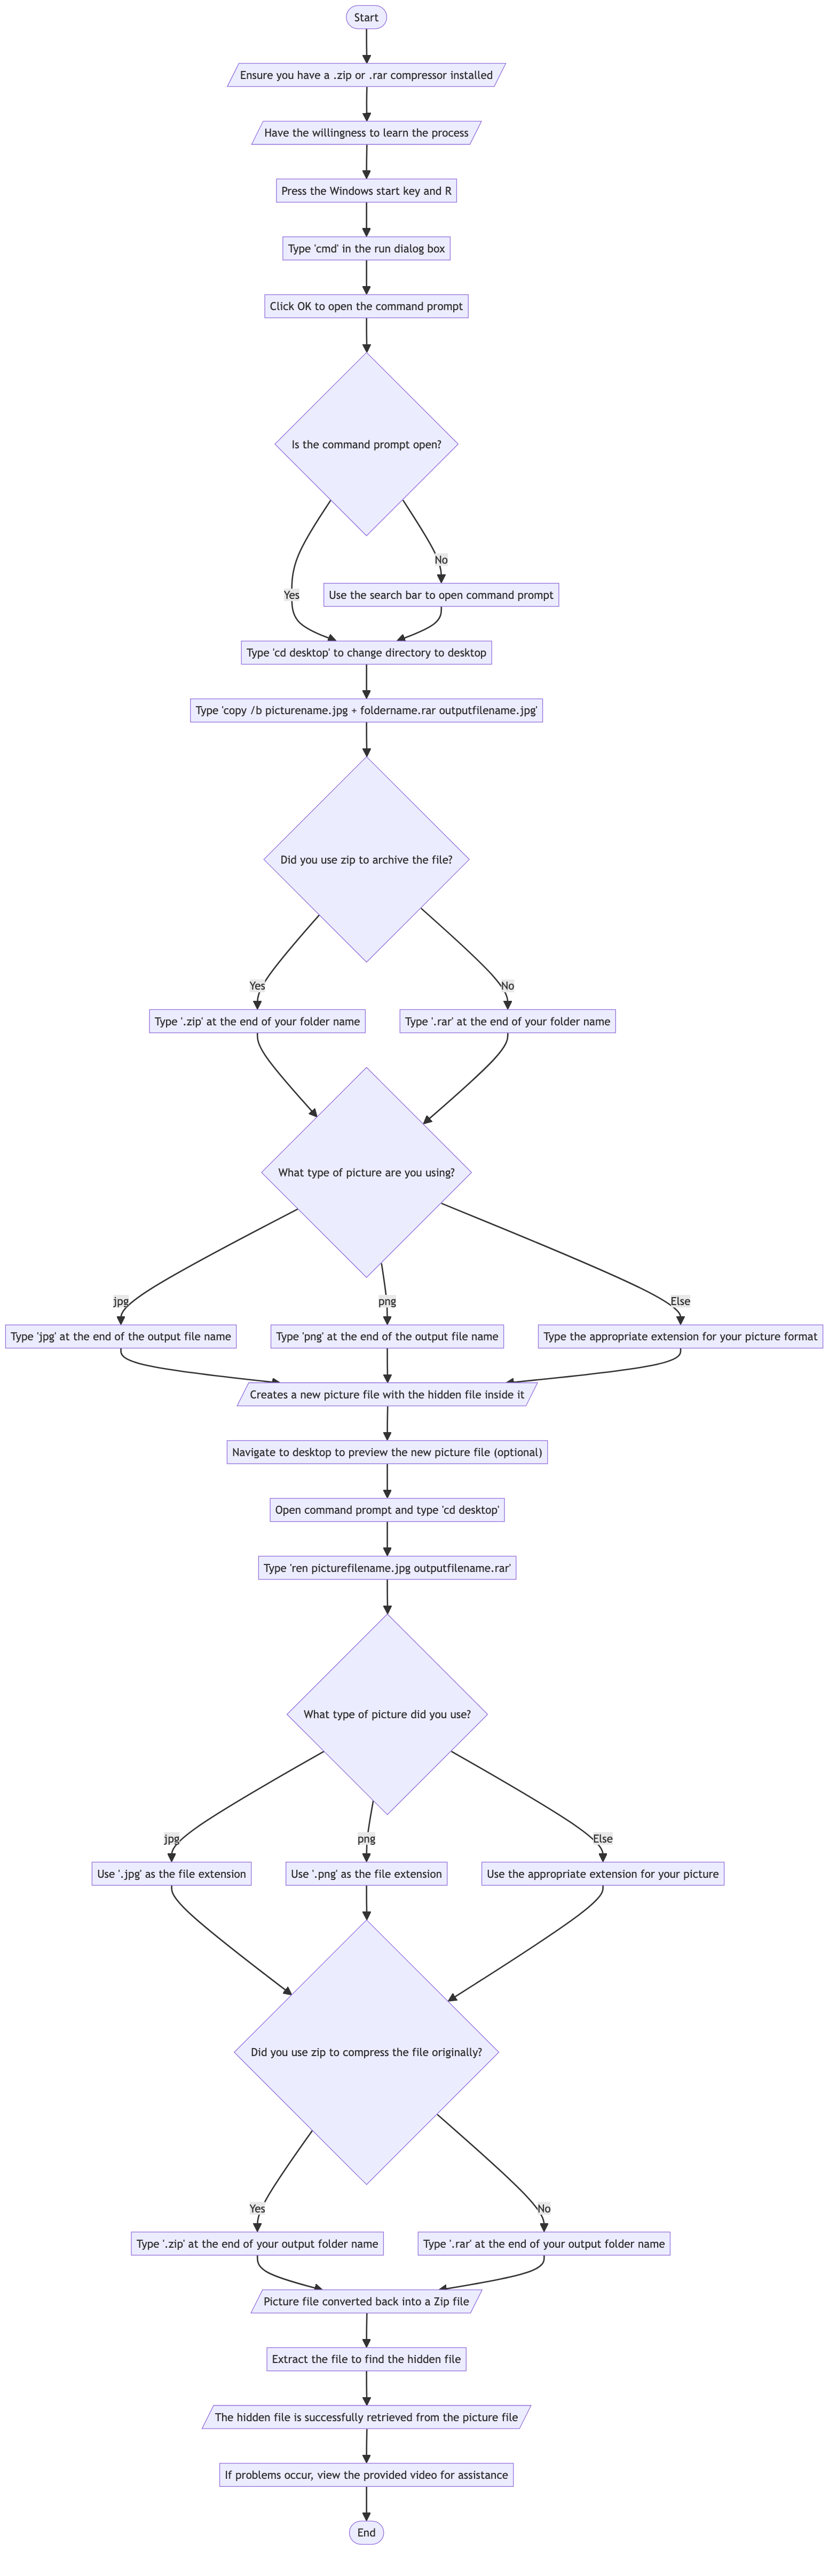 Start
Ensure you have a .zip or .rar compressor installed
Have the willingness to learn the process
Press the Windows start key and R
Type 'cmd' in the run dialog box
Click OK to open the command prompt
Is the command prompt open?
No
Yes
Use the search bar to open command prompt
Type 'cd desktop' to change directory to desktop
Type 'copy /b picturename.jpg + foldername.rar outputfilename.jpg'
Did you use zip to archive the file?
Yes
No
Type '.zip' at the end of your folder name
Type '.rar' at the end of your folder name
What type of picture are you using?
jpg
png
Else
Type 'jpg' at the end of the output file name
Type 'png' at the end of the output file name
Type the appropriate extension for your picture format
Creates a new picture file with the hidden file inside it
Navigate to desktop to preview the new picture file (optional)
Open command prompt and type 'cd desktop'
Type 'ren picturefilename.jpg outputfilename.rar'
What type of picture did you use?
jpg
png
Else
Use '.jpg' as the file extension
Use '.png' as the file extension
Use the appropriate extension for your picture
Did you use zip to compress the file originally?
Yes
No
Type '.zip' at the end of your output folder name
Type '.rar' at the end of your output folder name
Picture file converted back into a Zip file
Extract the file to find the hidden file
The hidden file is successfully retrieved from the picture file
If problems occur, view the provided video for assistance
End